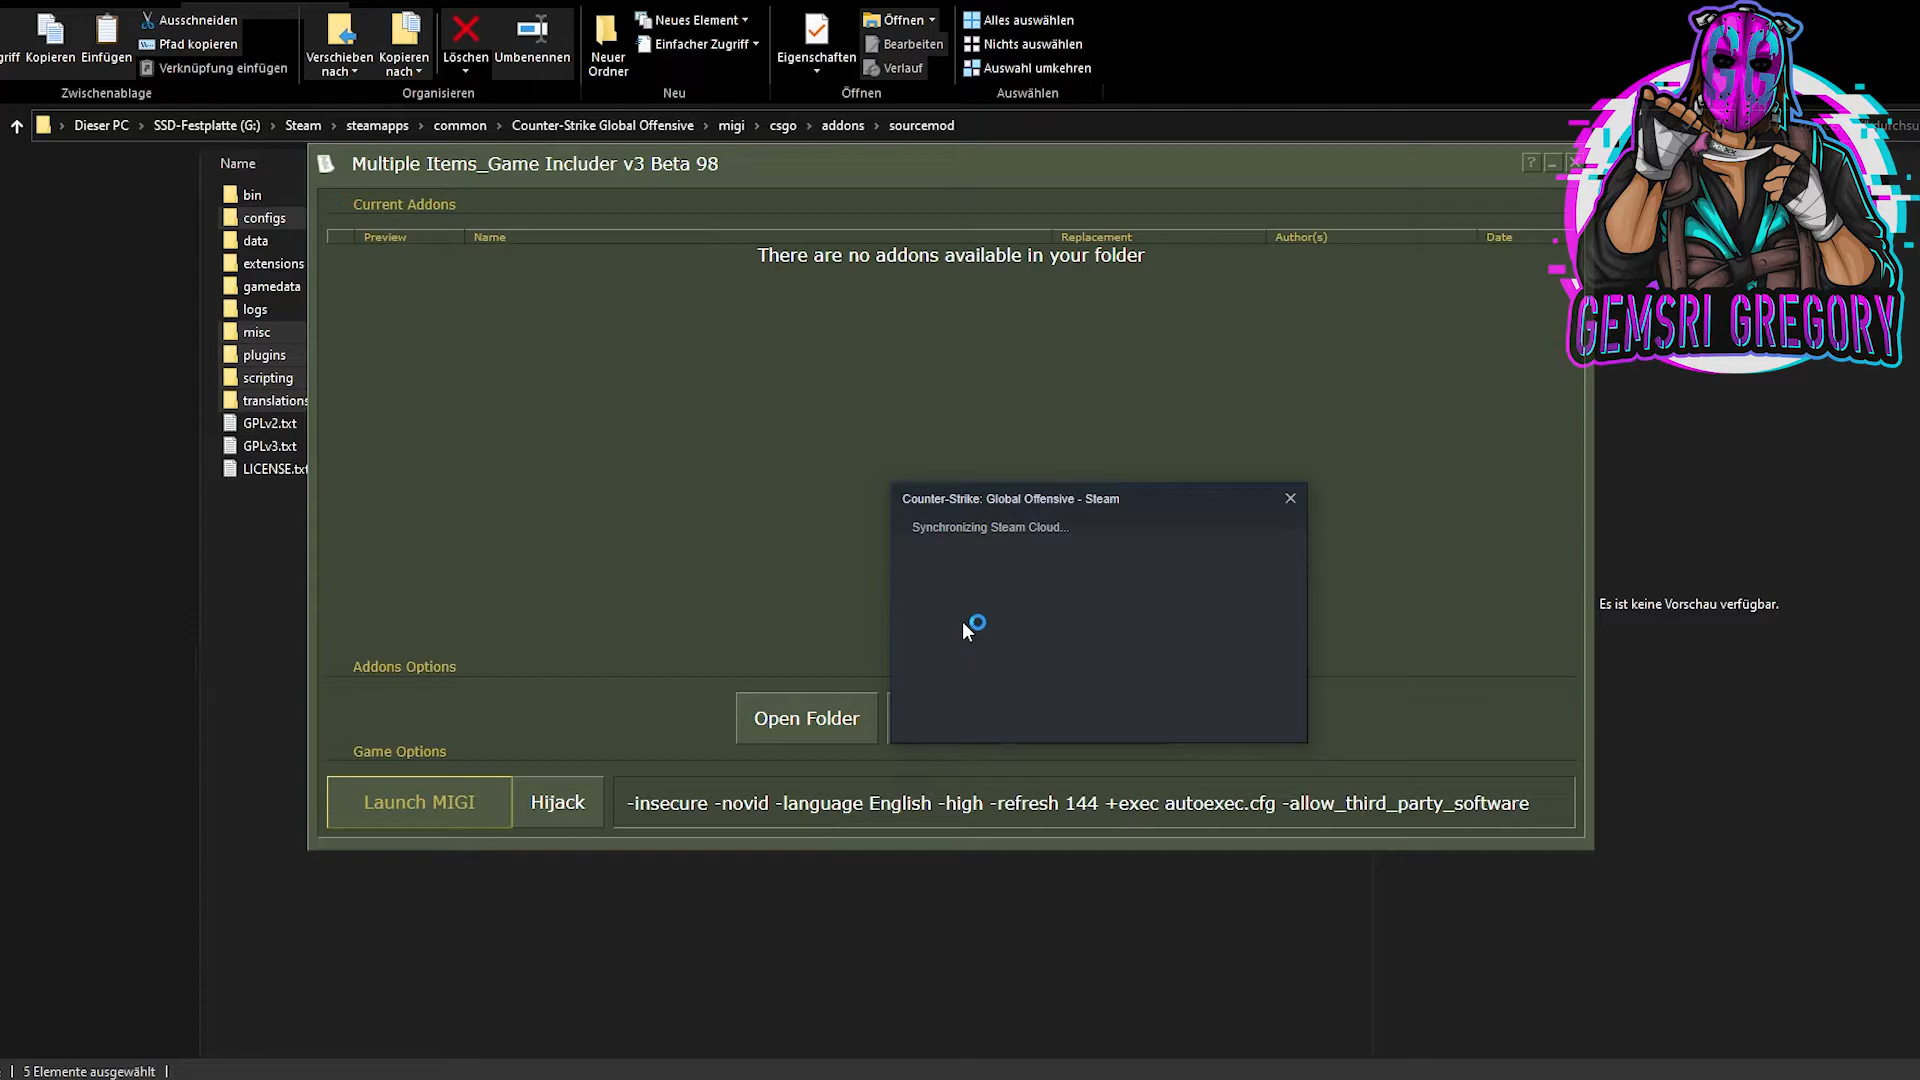 Ausschneiden
Neues Element
Öffnen
Alles auswählen
Pfad kopieren
Einfacher Zugriff
Bearbeiten
Nichts auswählen
griff Kopieren Einfügen
Verknüpfung einfügen
Verschieben nach
Kopieren nach
Löschen
Umbenennen
Neuer Ordner
Eigenschaften
Verlauf
Auswahl umkehren
Zwischenablage
Organisieren
Neu
Öffnen
Auswählen
Dieser PC > SSD-Festplatte (G:) > Steam > steamapps > common > Counter-Strike Global Offensive > migi > csgo > addons > sourcemod
durchsu
GG
XXXX
GEMSRI GREGORY
Name
bin
configs
data
extensions
gamedata
logs
misc
plugins
scripting
translations
GPLv2.txt
GPLv3.txt
LICENSE.txt
Multiple Items_Game Includer v3 Beta 98
?
Current Addons
Preview Name Replacement Author(s) Date
There are no addons available in your folder
Counter-Strike: Global Offensive - Steam
Synchronizing Steam Cloud...
Es ist keine Vorschau verfügbar.
Addons Options
Open Folder
Game Options
Launch MIGI
Hijack
-insecure -novid -language English -high -refresh 144 +exec autoexec.cfg -allow_third_party_software
5 Elemente ausgewählt